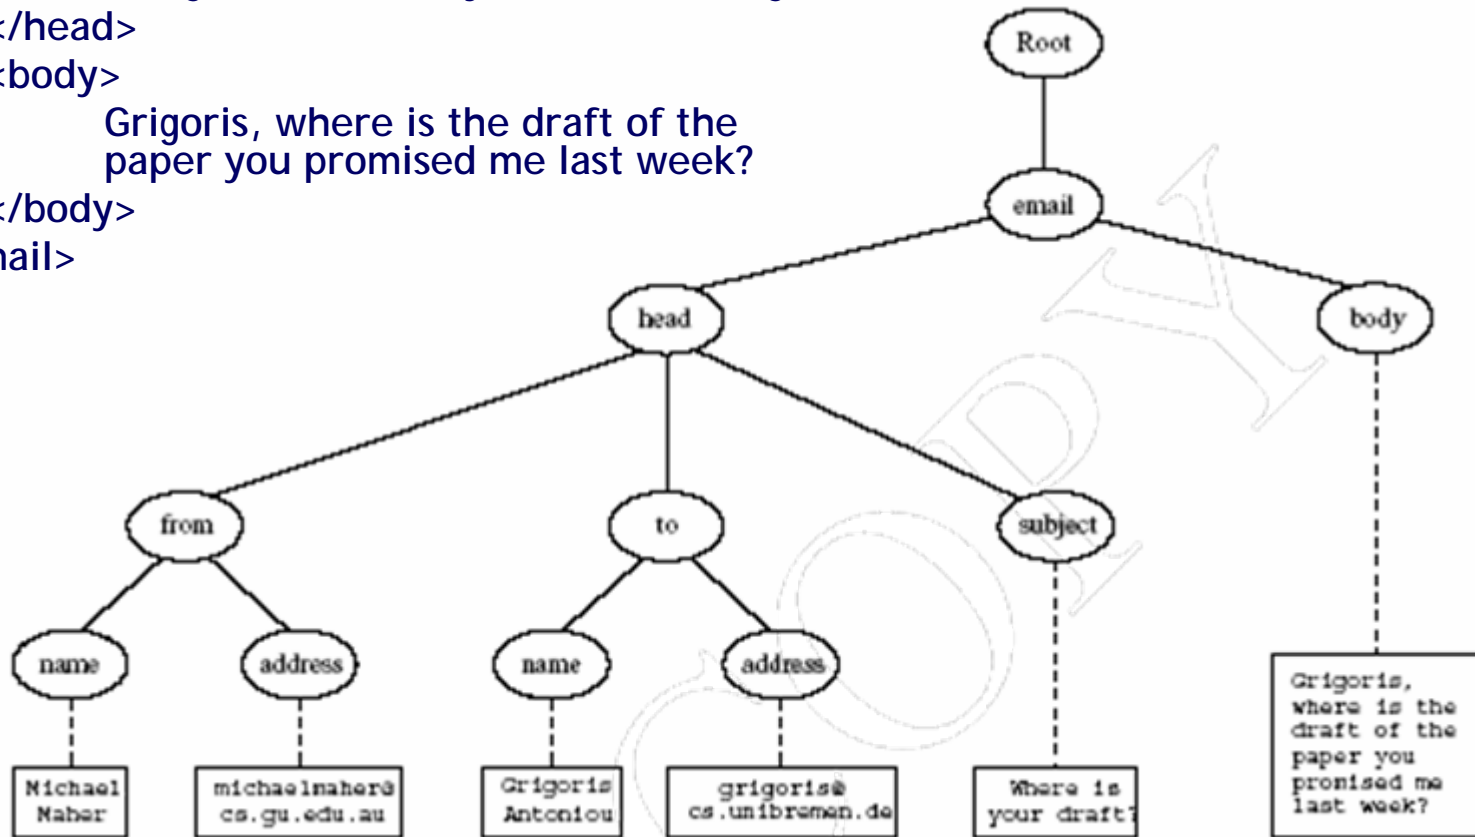 </head>
<body>
Grigoris, where is the draft of the
paper you promised me last week?
</body>
mail>
Root
email
head
body
from
to
subject
name
address
name
address
Michael
Maher
michaelmaher@
cs.gu.edu.au
Grigoris
Antoniou
grigoris@
cs.unibremen.de
Where is
your draft?
Grigoris,
where is the
draft of the
paper you
promised me
last week?
COPY